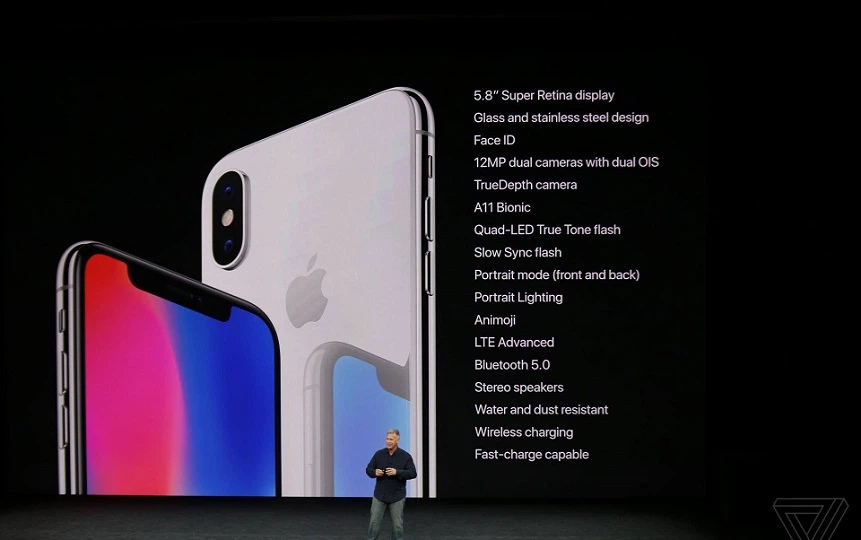 5.8” Super Retina display
Glass and stainless steel design
Face ID
12MP dual cameras with dual OIS
TrueDepth camera
A11 Bionic
Quad-LED True Tone flash
Slow Sync flash
Portrait mode (front and back)
Portrait Lighting
Animoji
LTE Advanced
Bluetooth 5.0
Stereo speakers
Water and dust resistant
Wireless charging
Fast-charge capable